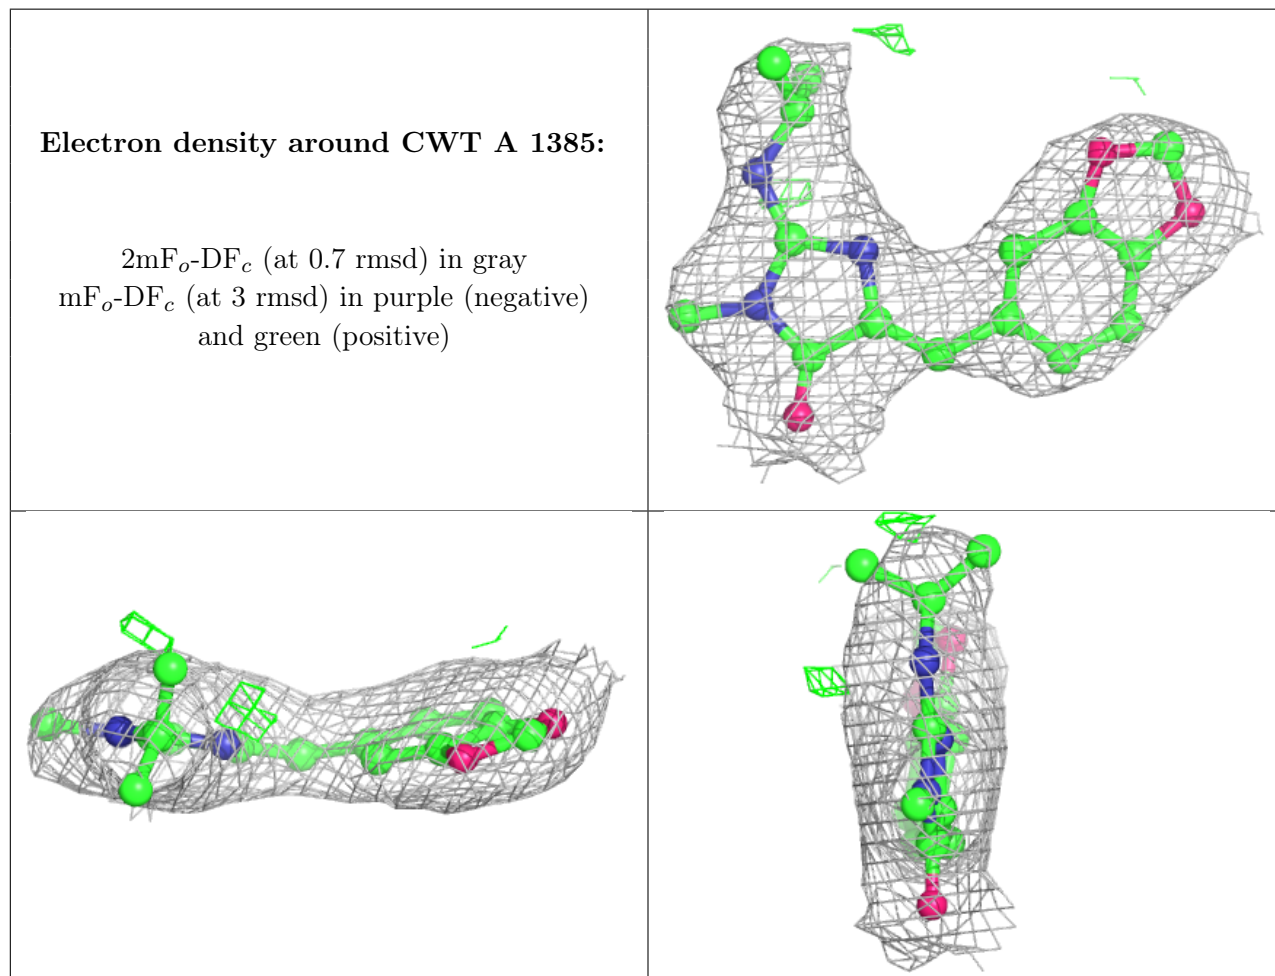 Electron density around CWT A 1385:
2mFₒ-DF𝑐 (at 0.7 rmsd) in gray
mFₒ-DF𝑐 (at 3 rmsd) in purple (negative)
and green (positive)